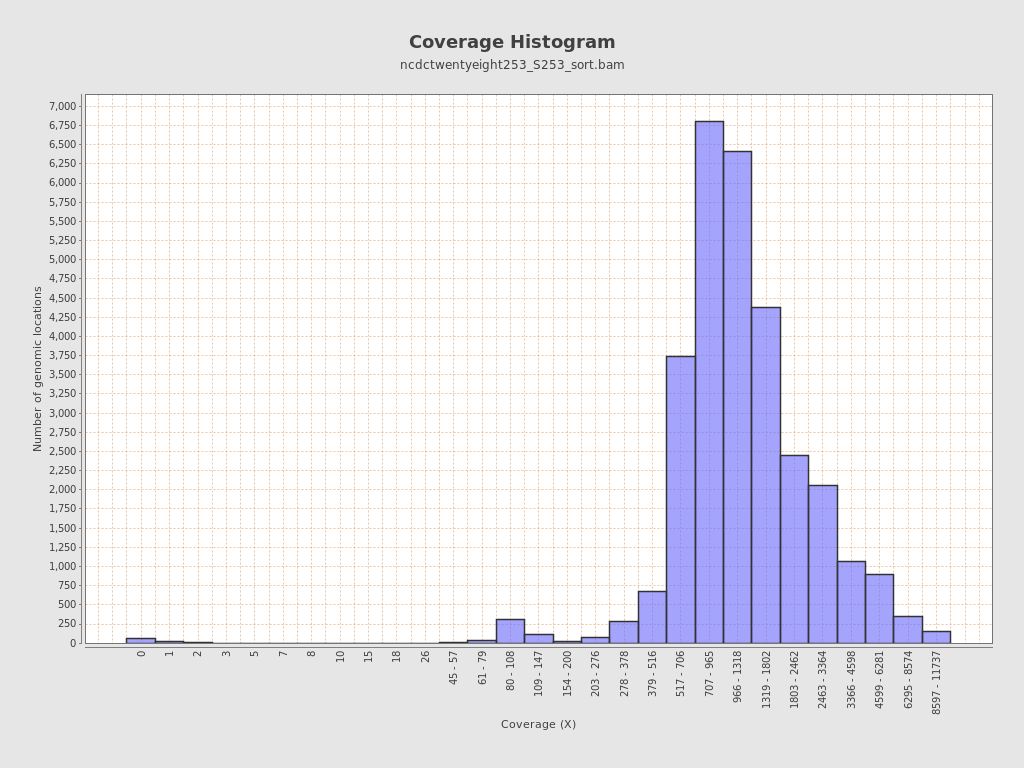 Coverage Histogram
ncdctwentyeight253_S253_sort.bam
Number of genomic locations
7,000
6,750
6,500
6,250
6,000
5,750
5,500
5,250
5,000
4,750
4,500
4,250
4,000
3,750
3,500
3,250
3,000
2,750
2,500
2,250
2,000
1,750
1,500
1,250
1,000
750
500
250
0
0
1
2
3
5
7
8
10
15
18
26
45 - 57
61 - 79
80 - 108
109 - 147
154 - 200
203 - 276
278 - 378
379 - 516
517 - 706
707 - 965
966 - 1318
1319 - 1802
1803 - 2462
2463 - 3364
3366 - 4598
4599 - 6281
6295 - 8574
8597 - 11737
Coverage (X)